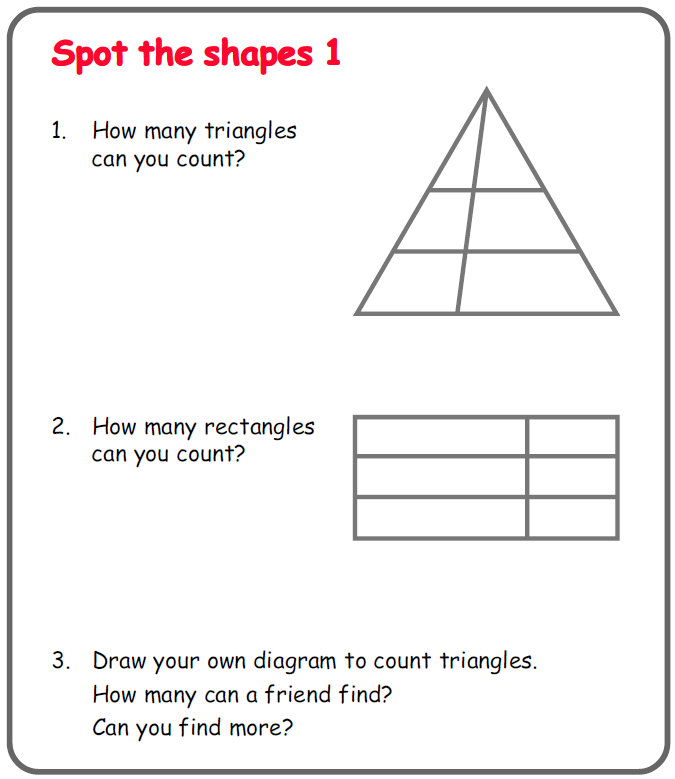 Spot the shapes 1
1. How many triangles
can you count?
2. How many rectangles
can you count?
3. Draw your own diagram to count triangles.
How many can a friend find?
Can you find more?